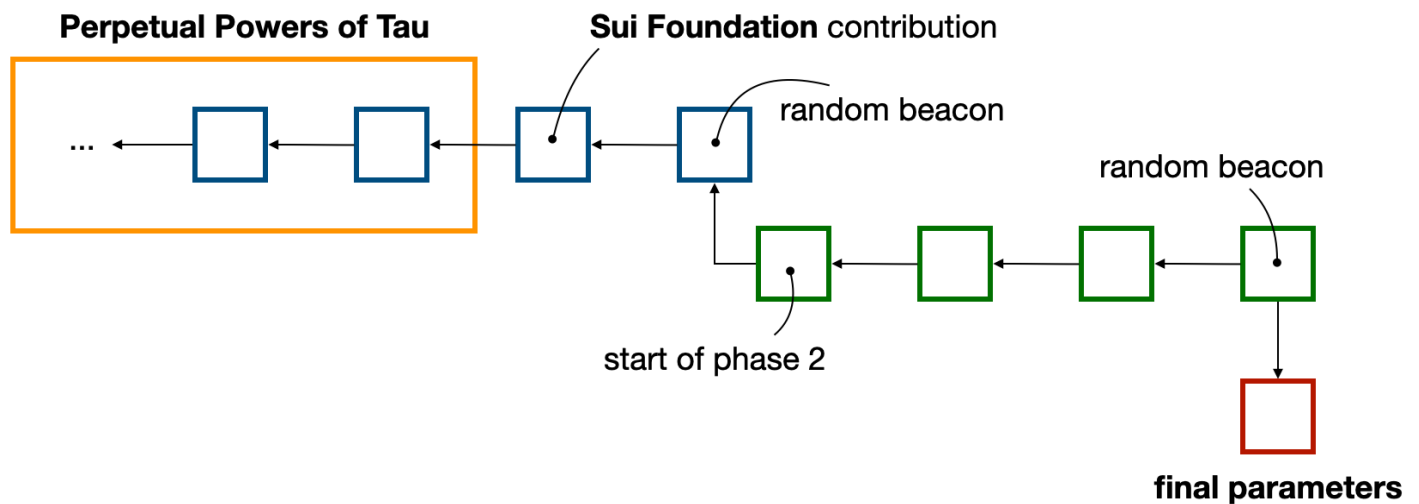 Perpetual Powers of Tau
Sui Foundation contribution
random beacon
...
random beacon
start of phase 2
final parameters